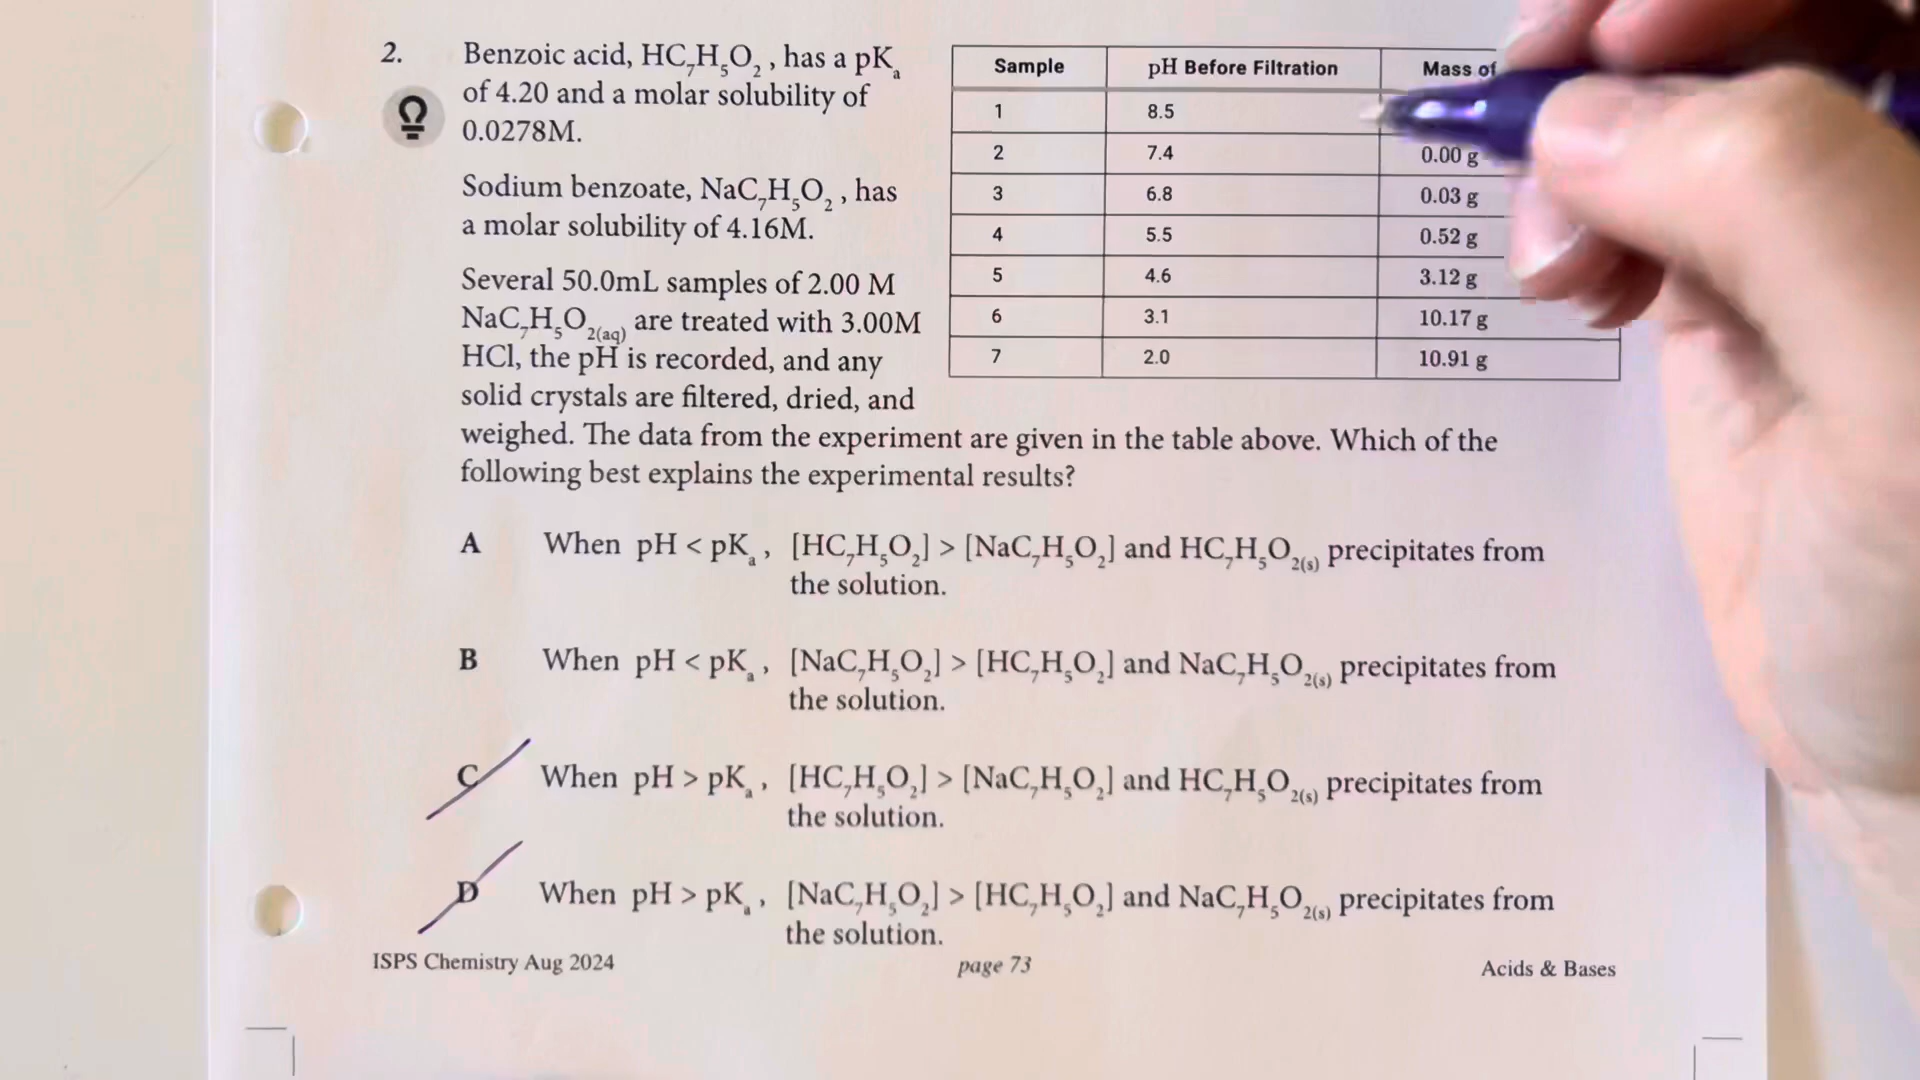 2. Benzoic acid, HC₇H₅O₂ , has a pKₐ
of 4.20 and a molar solubility of
0.0278M.
Sodium benzoate, NaC₇H₅O₂ , has
a molar solubility of 4.16M.
Several 50.0mL samples of 2.00 M
NaC₇H₅O₂₍aq₎ are treated with 3.00M
HCl, the pH is recorded, and any
solid crystals are filtered, dried, and
weighed. The data from the experiment are given in the table above. Which of the
following best explains the experimental results?
Sample pH Before Filtration Mass of
1 8.5
2 7.4 0.00 g
3 6.8 0.03 g
4 5.5 0.52 g
5 4.6 3.12 g
6 3.1 10.17 g
7 2.0 10.91 g
A When pH < pKₐ , [HC₇H₅O₂] > [NaC₇H₅O₂] and HC₇H₅O₂₍s₎ precipitates from
the solution.
B When pH < pKₐ , [NaC₇H₅O₂] > [HC₇H₅O₂] and NaC₇H₅O₂₍s₎ precipitates from
the solution.
C When pH > pKₐ , [HC₇H₅O₂] > [NaC₇H₅O₂] and HC₇H₅O₂₍s₎ precipitates from
the solution.
D When pH > pKₐ , [NaC₇H₅O₂] > [HC₇H₅O₂] and NaC₇H₅O₂₍s₎ precipitates from
the solution.
ISPS Chemistry Aug 2024 page 73 Acids & Bases